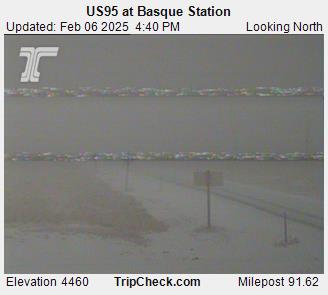 US95 at Basque Station
Updated: Feb 06 2025 4:40 PM Looking North
Elevation 4460 TripCheck.com Milepost 91.62